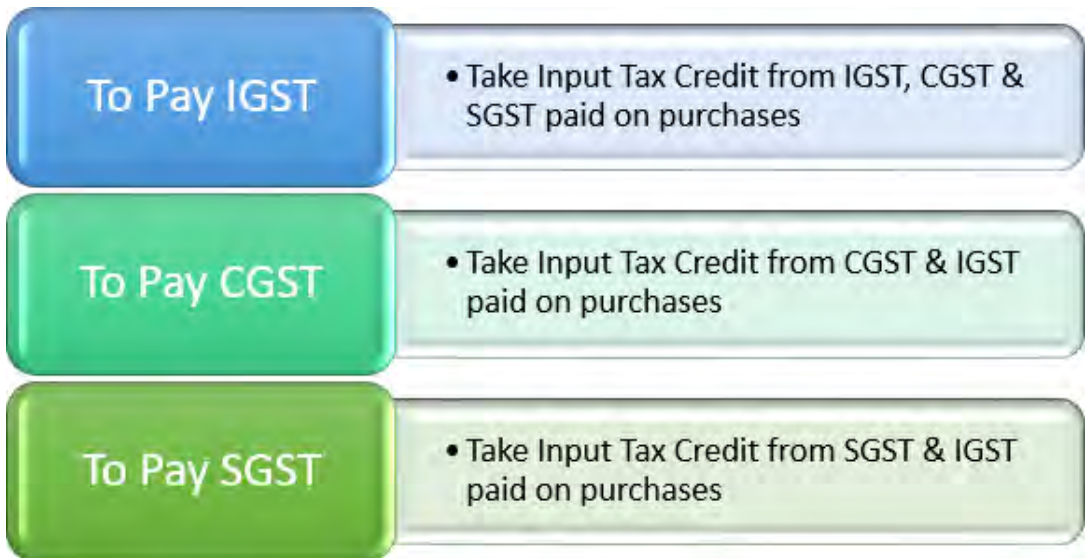 To Pay IGST
• Take Input Tax Credit from IGST, CGST &
SGST paid on purchases
To Pay CGST
• Take Input Tax Credit from CGST & IGST
paid on purchases
To Pay SGST
• Take Input Tax Credit from SGST & IGST
paid on purchases